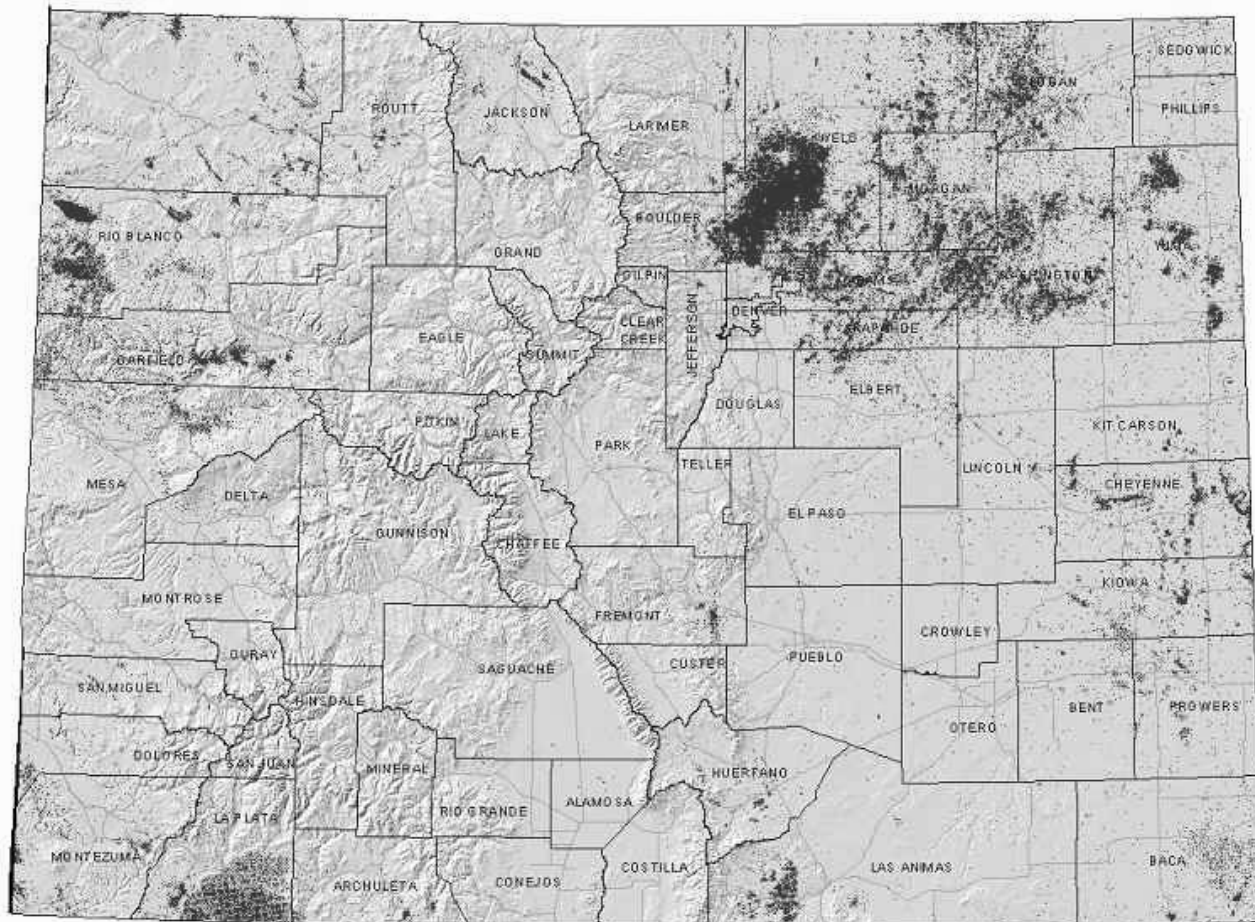 SEDGWICK
LOGAN
ROUTT
JACKSON
LARIMER
WELD
PHILLIPS
MORGAN
RIO BLANCO
BOULDER
YUMA
GRAND
GILPIN
WASHINGTON
ADAMS
JEFFERSON
DENVER
CLEAR
CREEK
EAGLE
ARAPAHOE
GARFIELD
SUMMIT
DOUGLAS
ELBERT
PITKIN
LAKE
PARK
KIT CARSON
TELLER
LINCOLN
MESA
DELTA
CHEYENNE
EL PASO
GUNNISON
CHAFFEE
KIOWA
MONTROSE
FREMONT
CROWLEY
OURAY
SAGUACHE
CUSTER
PUEBLO
SAN MIGUEL
HINSDALE
BENT
PROWERS
OTERO
DOLORES
SAN JUAN
MINERAL
HUERFANO
RIO GRANDE
ALAMOSA
LA PLATA
MONTEZUMA
COSTILLA
LAS ANIMAS
BACA
ARCHULETA
CONEJOS